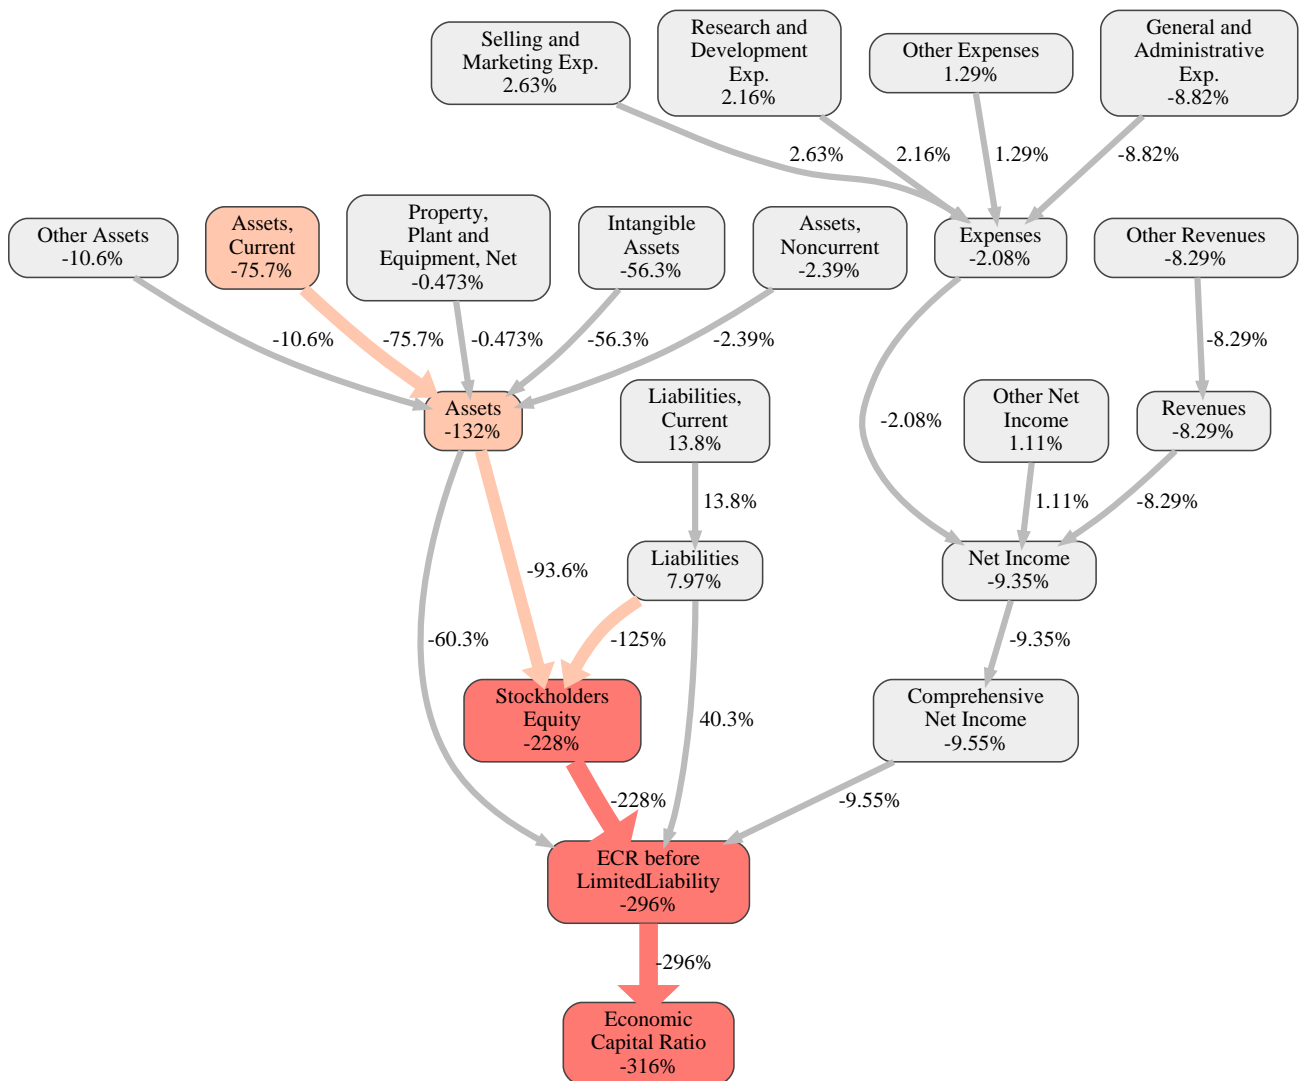 Selling and
Marketing Exp.
2.63%
Research and
Development
Exp.
2.16%
Other Expenses
1.29%
General and
Administrative
Exp.
-8.82%
2.63%
2.16%
1.29%
-8.82%
Other Assets
-10.6%
Assets,
Current
-75.7%
Property,
Plant and
Equipment, Net
-0.473%
Intangible
Assets
-56.3%
Assets,
Noncurrent
-2.39%
Expenses
-2.08%
Other Revenues
-8.29%
-10.6%
-75.7%
-0.473%
-56.3%
-2.39%
-8.29%
Assets
-132%
Liabilities,
Current
13.8%
-2.08%
Other Net
Income
1.11%
Revenues
-8.29%
13.8%
1.11%
-8.29%
-93.6%
Liabilities
7.97%
Net Income
-9.35%
-60.3%
-125%
-9.35%
Stockholders
Equity
-228%
40.3%
Comprehensive
Net Income
-9.55%
-228%
-9.55%
ECR before
LimitedLiability
-296%
-296%
Economic
Capital Ratio
-316%